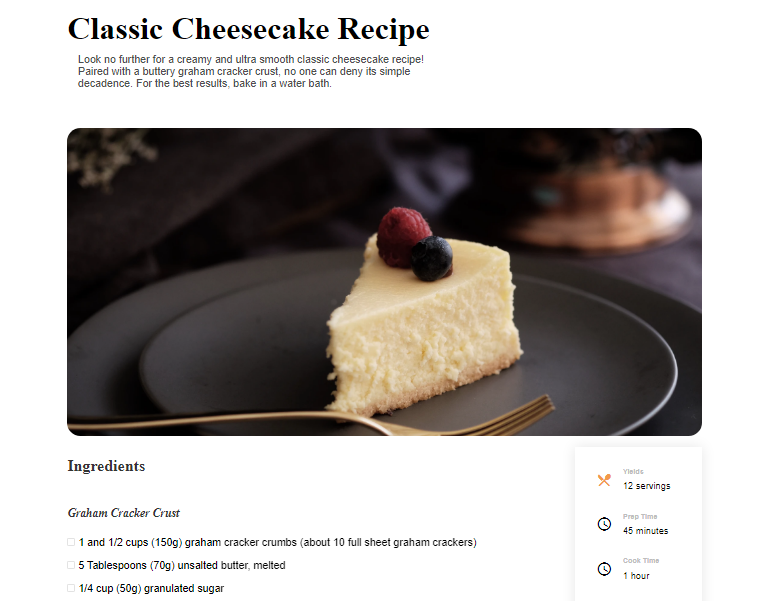 Classic Cheesecake Recipe
Look no further for a creamy and ultra smooth classic cheesecake recipe!
Paired with a buttery graham cracker crust, no one can deny its simple
decadence. For the best results, bake in a water bath.
Ingredients
Graham Cracker Crust
1 and 1/2 cups (150g) graham cracker crumbs (about 10 full sheet graham crackers)
5 Tablespoons (70g) unsalted butter, melted
1/4 cup (50g) granulated sugar
Yields
12 servings
Prep Time
45 minutes
Cook Time
1 hour